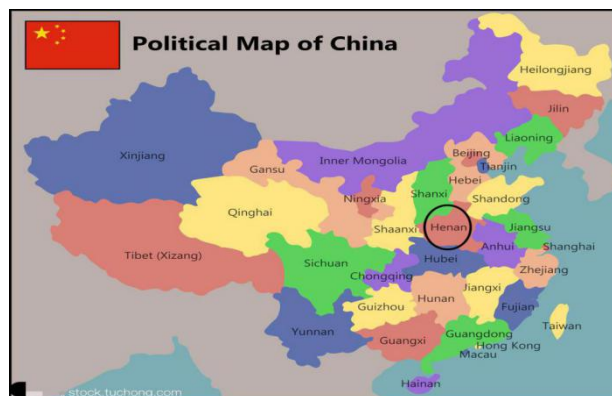 Political Map of China
Heilongjiang
Jilin
Liaoning
Inner Mongolia
Beijing
Tianjin
Xinjiang
Gansu
Hebei
Ningxia
Shanxi
Shandong
Qinghai
Shaanxi
Henan
Jiangsu
Anhui
Shanghai
Tibet (Xizang)
Hubei
Sichuan
Chongqing
Zhejiang
Guizhou
Hunan
Jiangxi
Fujian
Yunnan
Guangxi
Guangdong
Taiwan
Hong Kong
Macau
Hainan
stock.tuchong.com